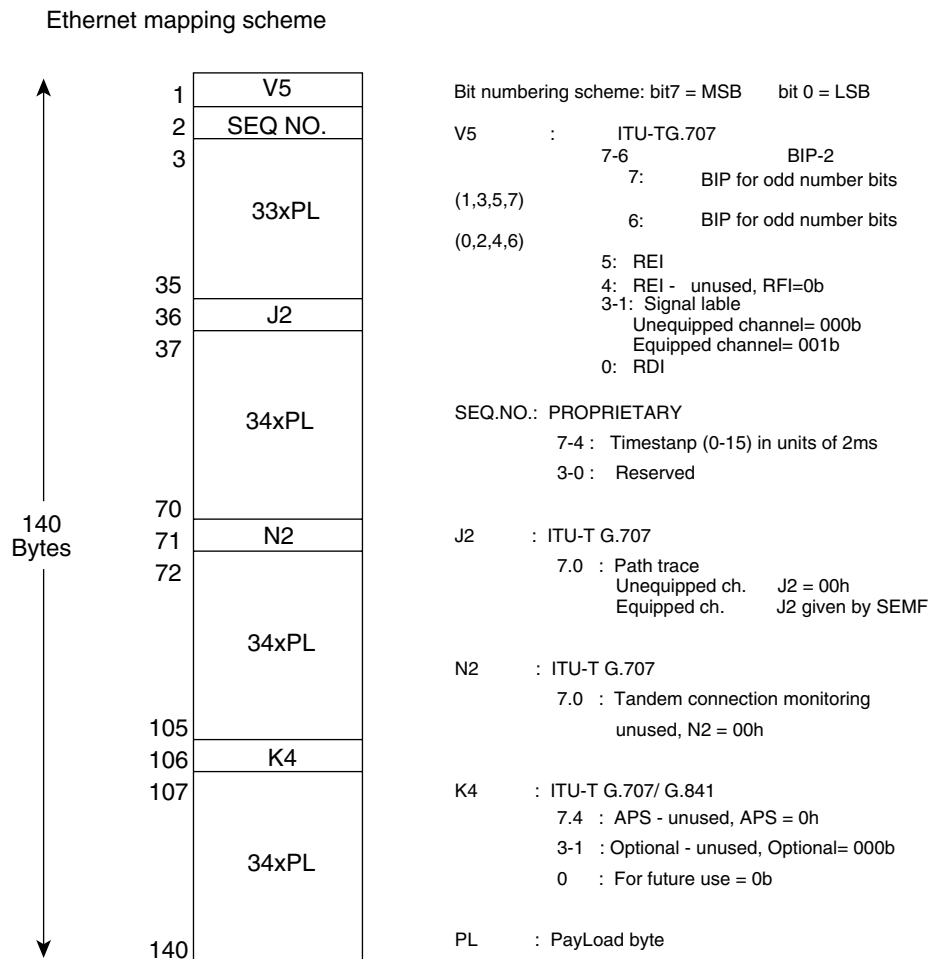 Ethernet mapping scheme
1 V5
2 SEQ NO.
3
33xPL
35
36 J2
37
34xPL
70
71 N2
72
34xPL
105
106 K4
107
34xPL
140
140
Bytes
Bit numbering scheme: bit7 = MSB bit 0 = LSB
V5 : ITU-TG.707
7-6 BIP-2
7: BIP for odd number bits
(1,3,5,7)
6: BIP for odd number bits
(0,2,4,6)
5: REI
4: REI - unused, RFI=0b
3-1: Signal lable
Unequipped channel= 000b
Equipped channel= 001b
0: RDI
SEQ.NO.: PROPRIETARY
7-4 : Timestanp (0-15) in units of 2ms
3-0 : Reserved
J2 : ITU-T G.707
7.0 : Path trace
Unequipped ch. J2 = 00h
Equipped ch. J2 given by SEMF
N2 : ITU-T G.707
7.0 : Tandem connection monitoring
unused, N2 = 00h
K4 : ITU-T G.707/ G.841
7.4 : APS - unused, APS = 0h
3-1 : Optional - unused, Optional= 000b
0 : For future use = 0b
PL : PayLoad byte